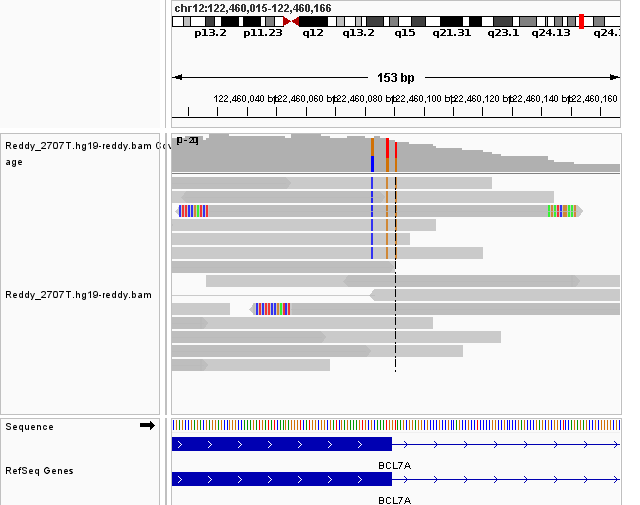 chr12:122,460,015-122,460,166
p13.2 p11.23 q12 q13.2 q15 q21.31 q23.1 q24.13 q24.
153 bp
122,460,040 bp 122,460,060 bp 122,460,080 bp 122,460,100 bp 122,460,120 bp 122,460,140 bp 122,460,160
Reddy_2707T.hg19-reddy.bam Cov
age
Reddy_2707T.hg19-reddy.bam
Sequence
BCL7A
RefSeq Genes
BCL7A